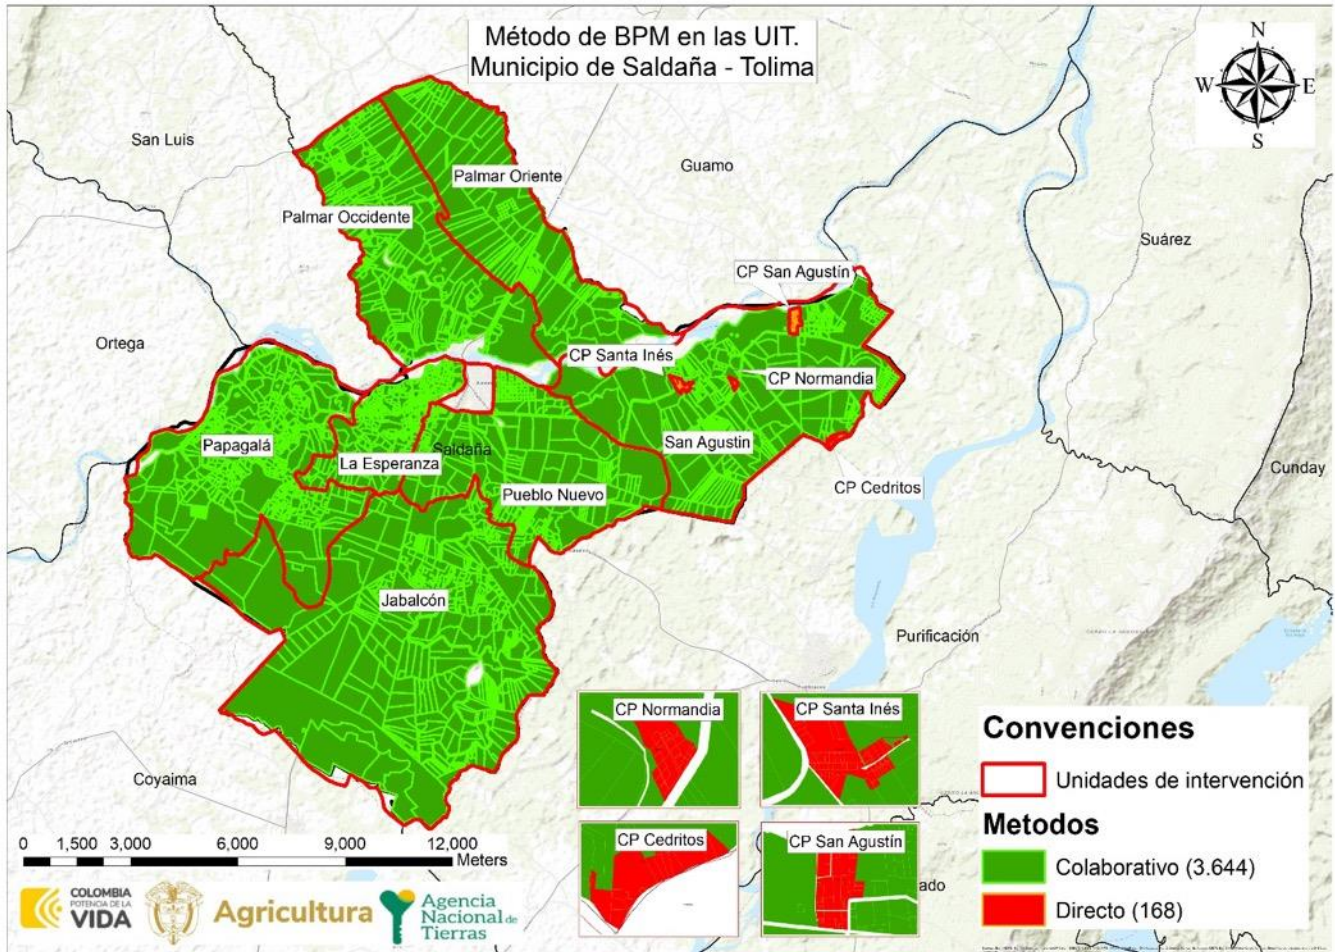 Método de BPM en las UIT.
Municipio de Saldaña - Tolima
N
W
E
S
San Luis
Guamo
Palmar Oriente
Palmar Occidente
Suárez
CP San Agustín
Ortega
CP Santa Inés
CP Normandia
Papagalá
La Esperanza
Saldaña
San Agustin
Cunday
CP Cedritos
Pueblo Nuevo
Jabalcón
Purificación
Coyaima
CP Normandia
CP Santa Inés
CP Cedritos
CP San Agustín
ado
Convenciones
Unidades de intervención
Metodos
Colaborativo (3.644)
Directo (168)
0 1,500 3,000 6,000 9,000 12,000
Meters
COLOMBIA
POTENCIA DE LA
VIDA
Agricultura
Agencia
Nacional de
Tierras